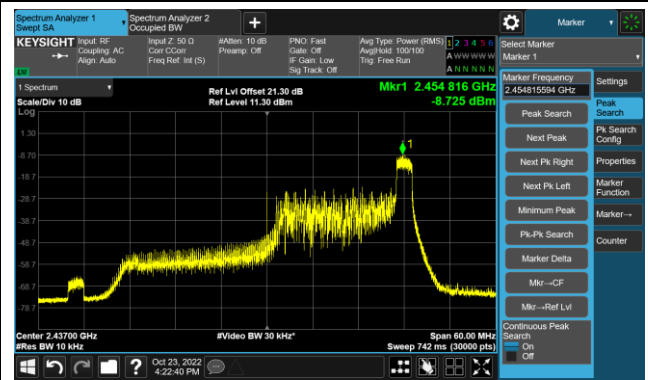 Spectrum Analyzer 1
Swept SA
Spectrum Analyzer 2
Occupied BW
+
Marker
KEYSIGHT
Input: RF
Coupling: AC
Align: Auto
Input Z: 50 Ω
Corr CCorr
Freq Ref: Int (S)
#Atten: 10 dB
Preamp: Off
PNO: Fast
Gate: Off
IF Gain: Low
Sig Track: Off
Avg Type: Power (RMS)
Avg|Hold: 100/100
Trig: Free Run
1 2 3 4 5 6
A W W W W W
A N N N N N
LXI
Select Marker
Marker 1
1 Spectrum
Scale/Div 10 dB
Log
Ref Lvl Offset 21.30 dB
Ref Level 11.30 dBm
Mkr1 2.454 816 GHz
-8.725 dBm
1.30
-8.70
-18.7
-28.7
-38.7
-48.7
-58.7
-68.7
-78.7
1
Center 2.43700 GHz
#Res BW 10 kHz
#Video BW 30 kHz*
Span 60.00 MHz
Sweep 742 ms (30000 pts)
Marker Frequency
2.454815594 GHz
Peak Search
Next Peak
Next Pk Right
Next Pk Left
Minimum Peak
Pk-Pk Search
Marker Delta
Mkr→CF
Mkr→Ref Lvl
Continuous Peak
Search
On
Off
Settings
Peak
Search
Pk Search
Config
Properties
Marker
Function
Marker→
Counter
?
Oct 23, 2022
4:22:40 PM